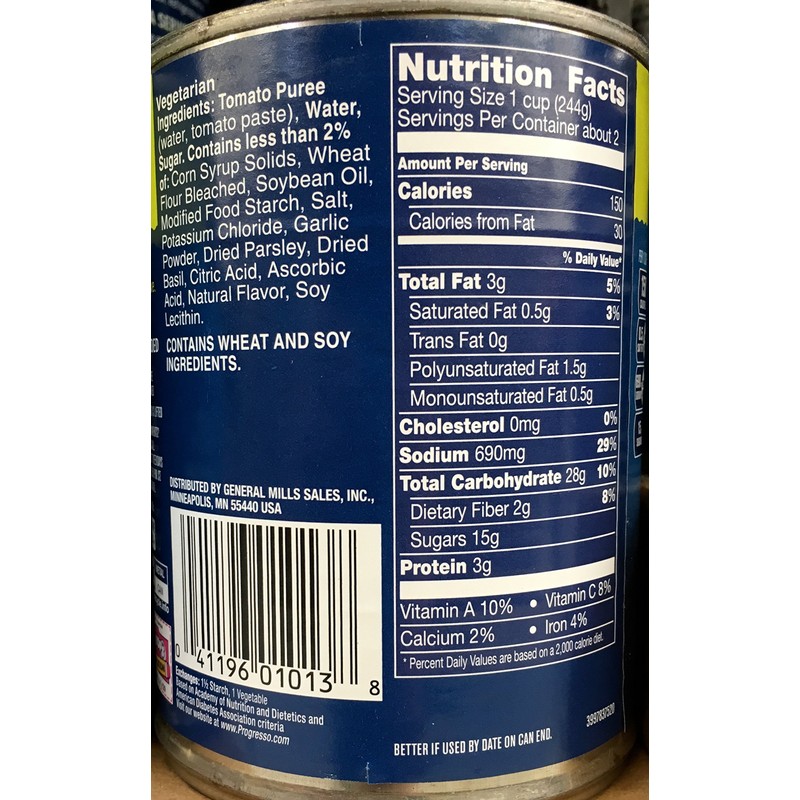 Vegetarian
Ingredients: Tomato Puree
(water, tomato paste), Water,
Sugar. Contains less than 2%
of: Corn Syrup Solids, Wheat
Flour Bleached, Soybean Oil,
Modified Food Starch, Salt,
Potassium Chloride, Garlic
Powder, Dried Parsley, Dried
Basil, Citric Acid, Ascorbic
Acid, Natural Flavor, Soy
Lecithin.
CONTAINS WHEAT AND SOY
INGREDIENTS.
DISTRIBUTED BY GENERAL MILLS SALES, INC.,
MINNEAPOLIS, MN 55440 USA
0 41196 01013 8
Exchanges: 1½ Starch, 1 Vegetable
Based on Academy of Nutrition and Dietetics and
American Diabetes Association criteria
Visit our website at www.Progresso.com
Nutrition Facts
Serving Size 1 cup (244g)
Servings Per Container about 2
Amount Per Serving
Calories 150
Calories from Fat 30
% Daily Value*
Total Fat 3g 5%
Saturated Fat 0.5g 3%
Trans Fat 0g
Polyunsaturated Fat 1.5g
Monounsaturated Fat 0.5g
Cholesterol 0mg 0%
Sodium 690mg 29%
Total Carbohydrate 28g 10%
Dietary Fiber 2g 8%
Sugars 15g
Protein 3g
Vitamin A 10% • Vitamin C 8%
Calcium 2% • Iron 4%
* Percent Daily Values are based on a 2,000 calorie diet.
3997837520
BETTER IF USED BY DATE ON CAN END.